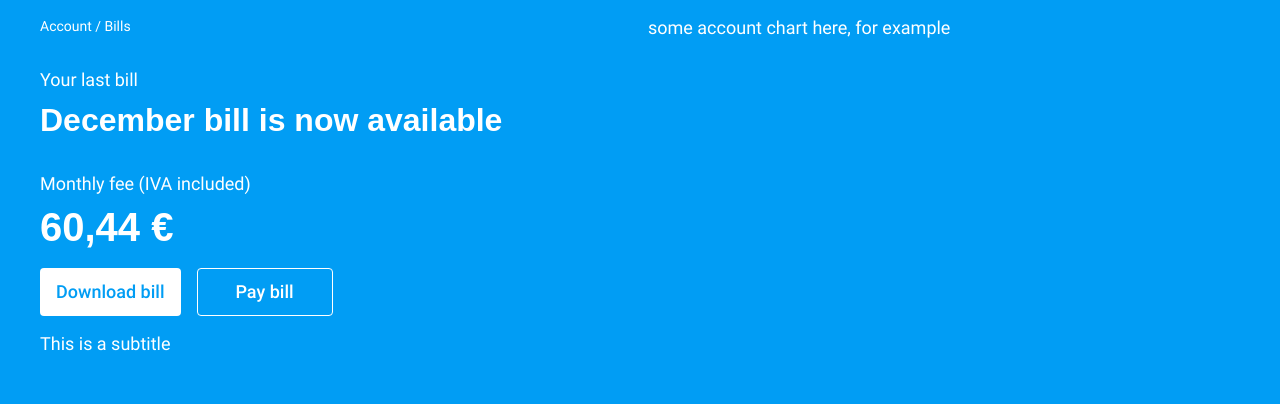 Account / Bills
Your last bill
December bill is now available
Monthly fee (IVA included)
60,44 €
Download bill
Pay bill
This is a subtitle
some account chart here, for example